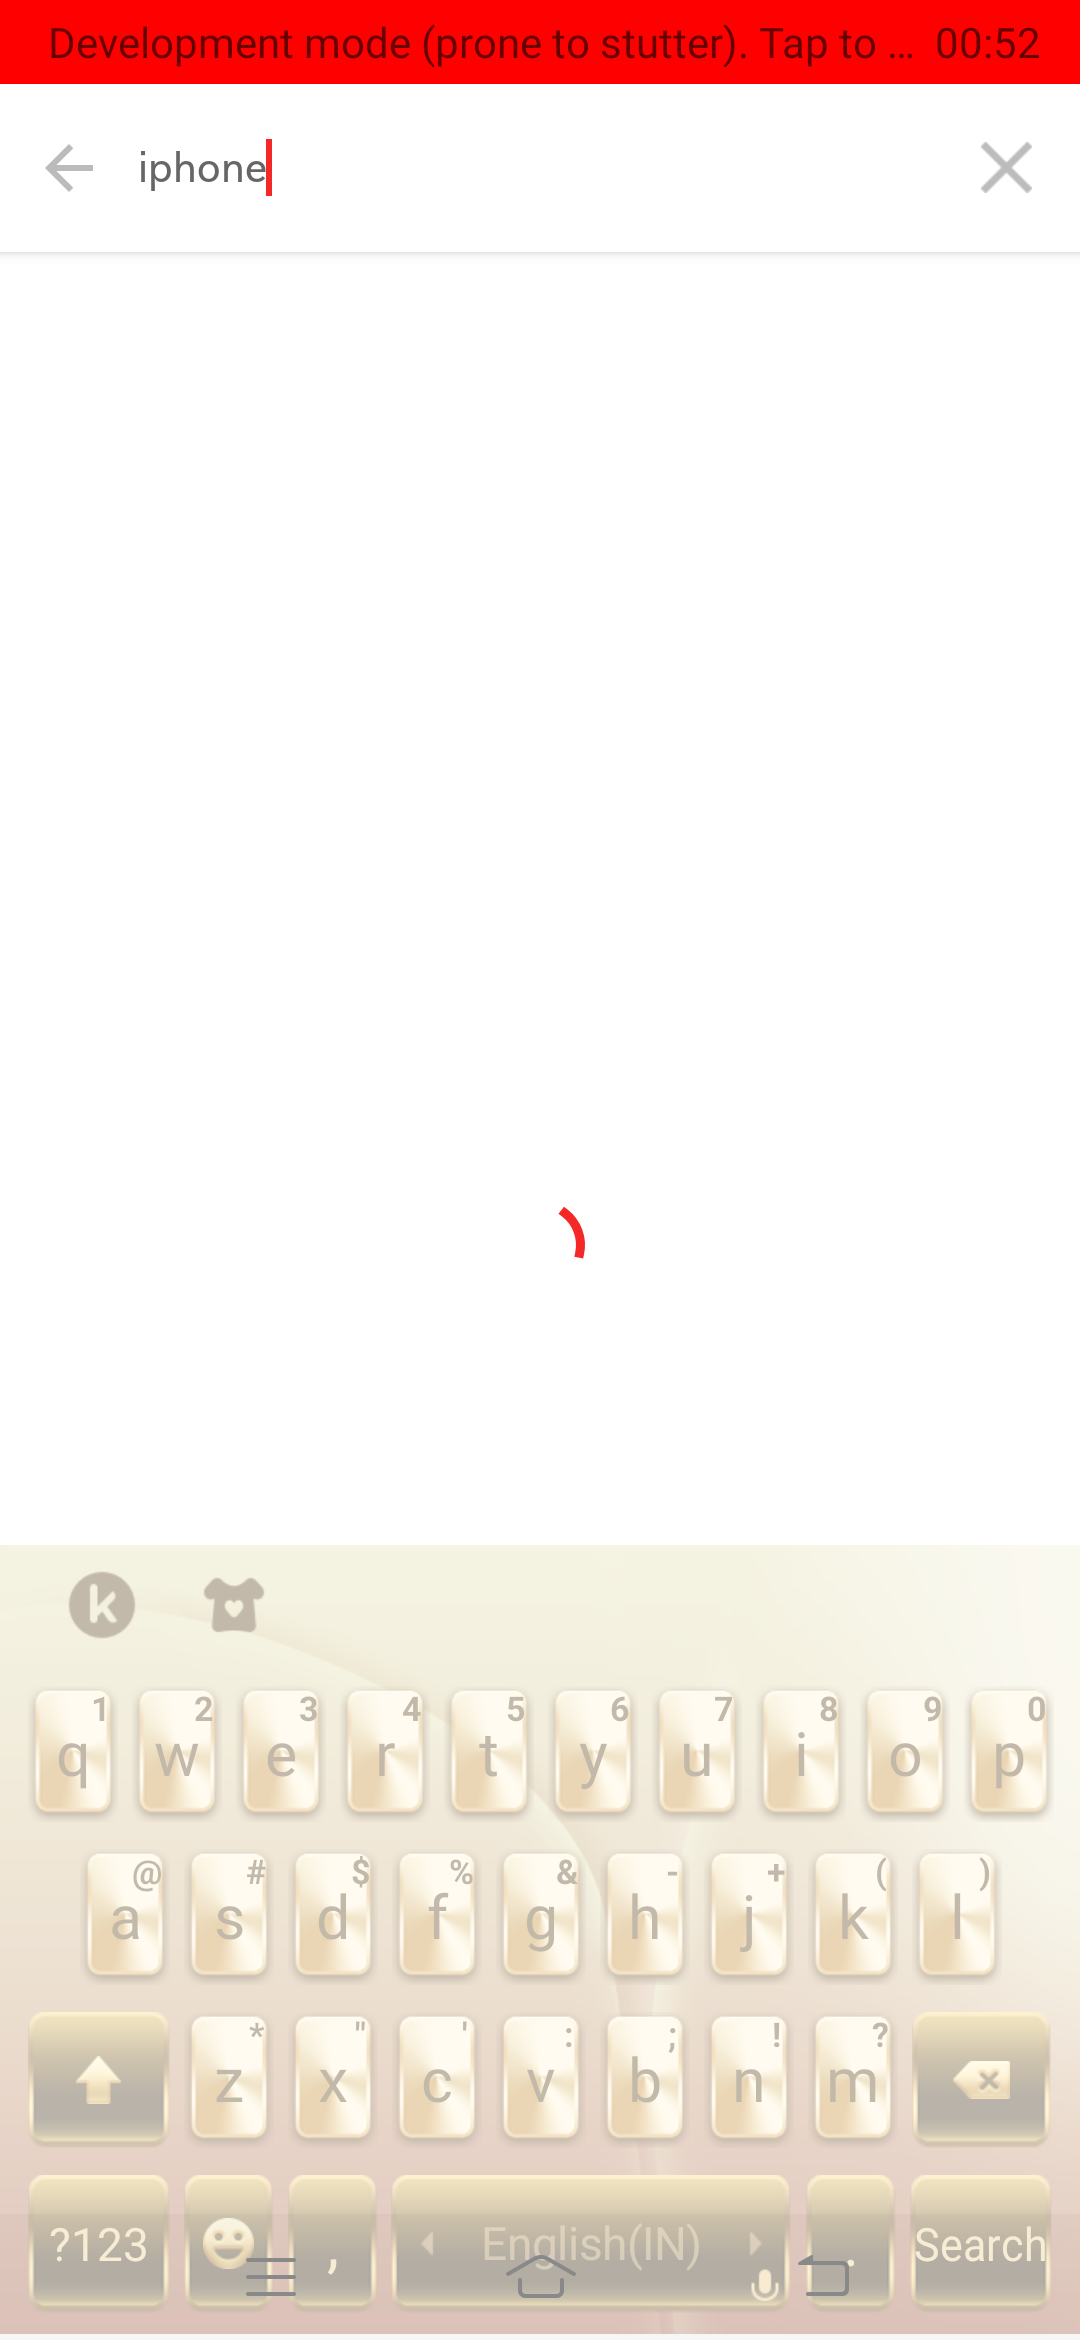 Development mode (prone to stutter). Tap to ... 00:52
iphone
k
1 2 3 4 5 6 7 8 9 0
q w e r t y u i o p
@ # $ % & - + ( )
a s d f g h j k l
* " ' : ; ! ?
z x c v b n m
?123 , English(IN) . Search